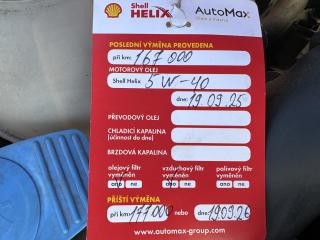 Shell
HELIX
AutoMax
POSLEDNÍ VÝMĚNA PROVEDENA
při km: 167 000
MOTOROVÝ OLEJ
Shell Helix 5W-40
dne: 19.09.25
PŘEVODOVÝ OLEJ
CHLADICÍ KAPALINA
(účinnost do dne)
BRZDOVÁ KAPALINA
olejový filtr vzduchový filtr palivový filtr
vyměněn vyměněn vyměněn
ano ne ano ne ano ne
PŘÍŠTÍ VÝMĚNA
při km: 177 000 nebo dne: 19.09.26
www.automax-group.com